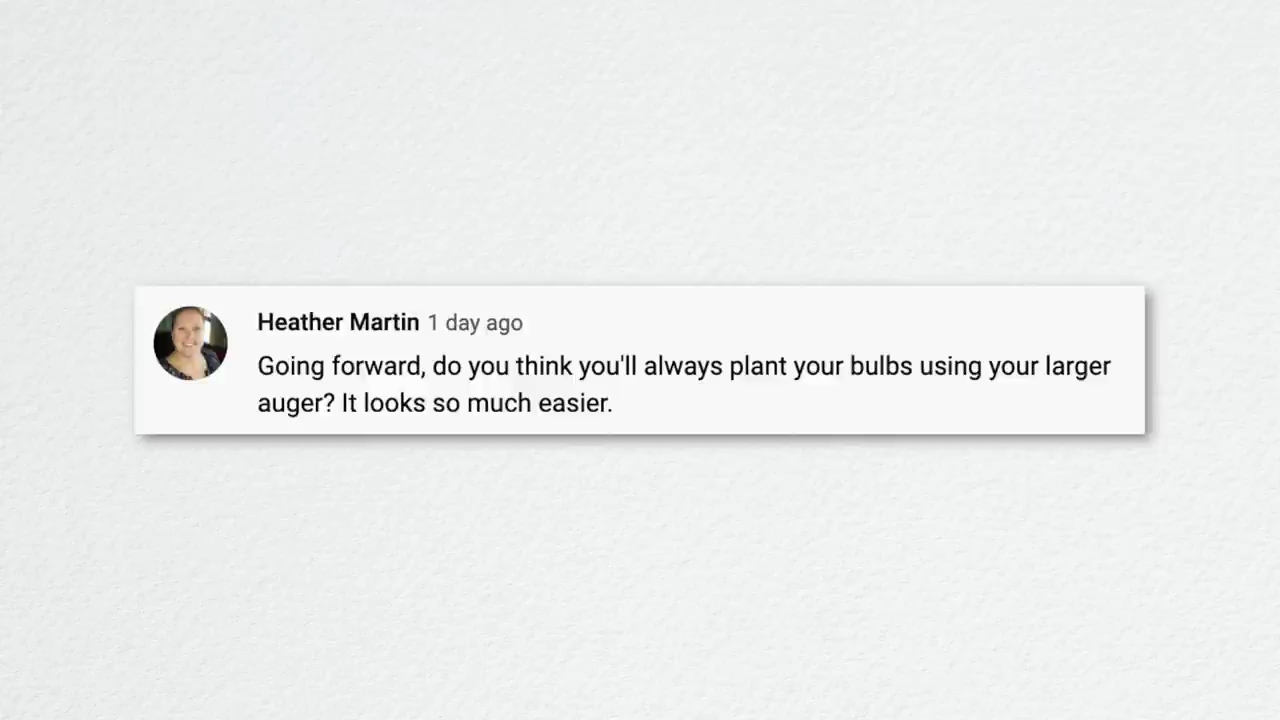 Heather Martin 1 day ago
Going forward, do you think you'll always plant your bulbs using your larger
auger? It looks so much easier.